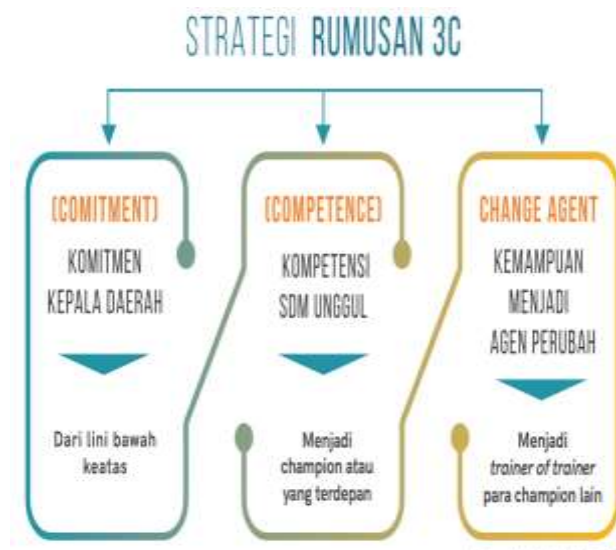 STRATEGI RUMUSAN 3C
(COMITMENT)
KOMITMEN
KEPALA DAERAH
Dari lini bawah
keatas
(COMPETENCE)
KOMPETENSI
SDM UNGGUL
Menjadi
champion atau
yang terdepan
CHANGE AGENT
KEMAMPUAN
MENJADI
AGEN PERUBAH
Menjadi
trainer of trainer
para champion lain